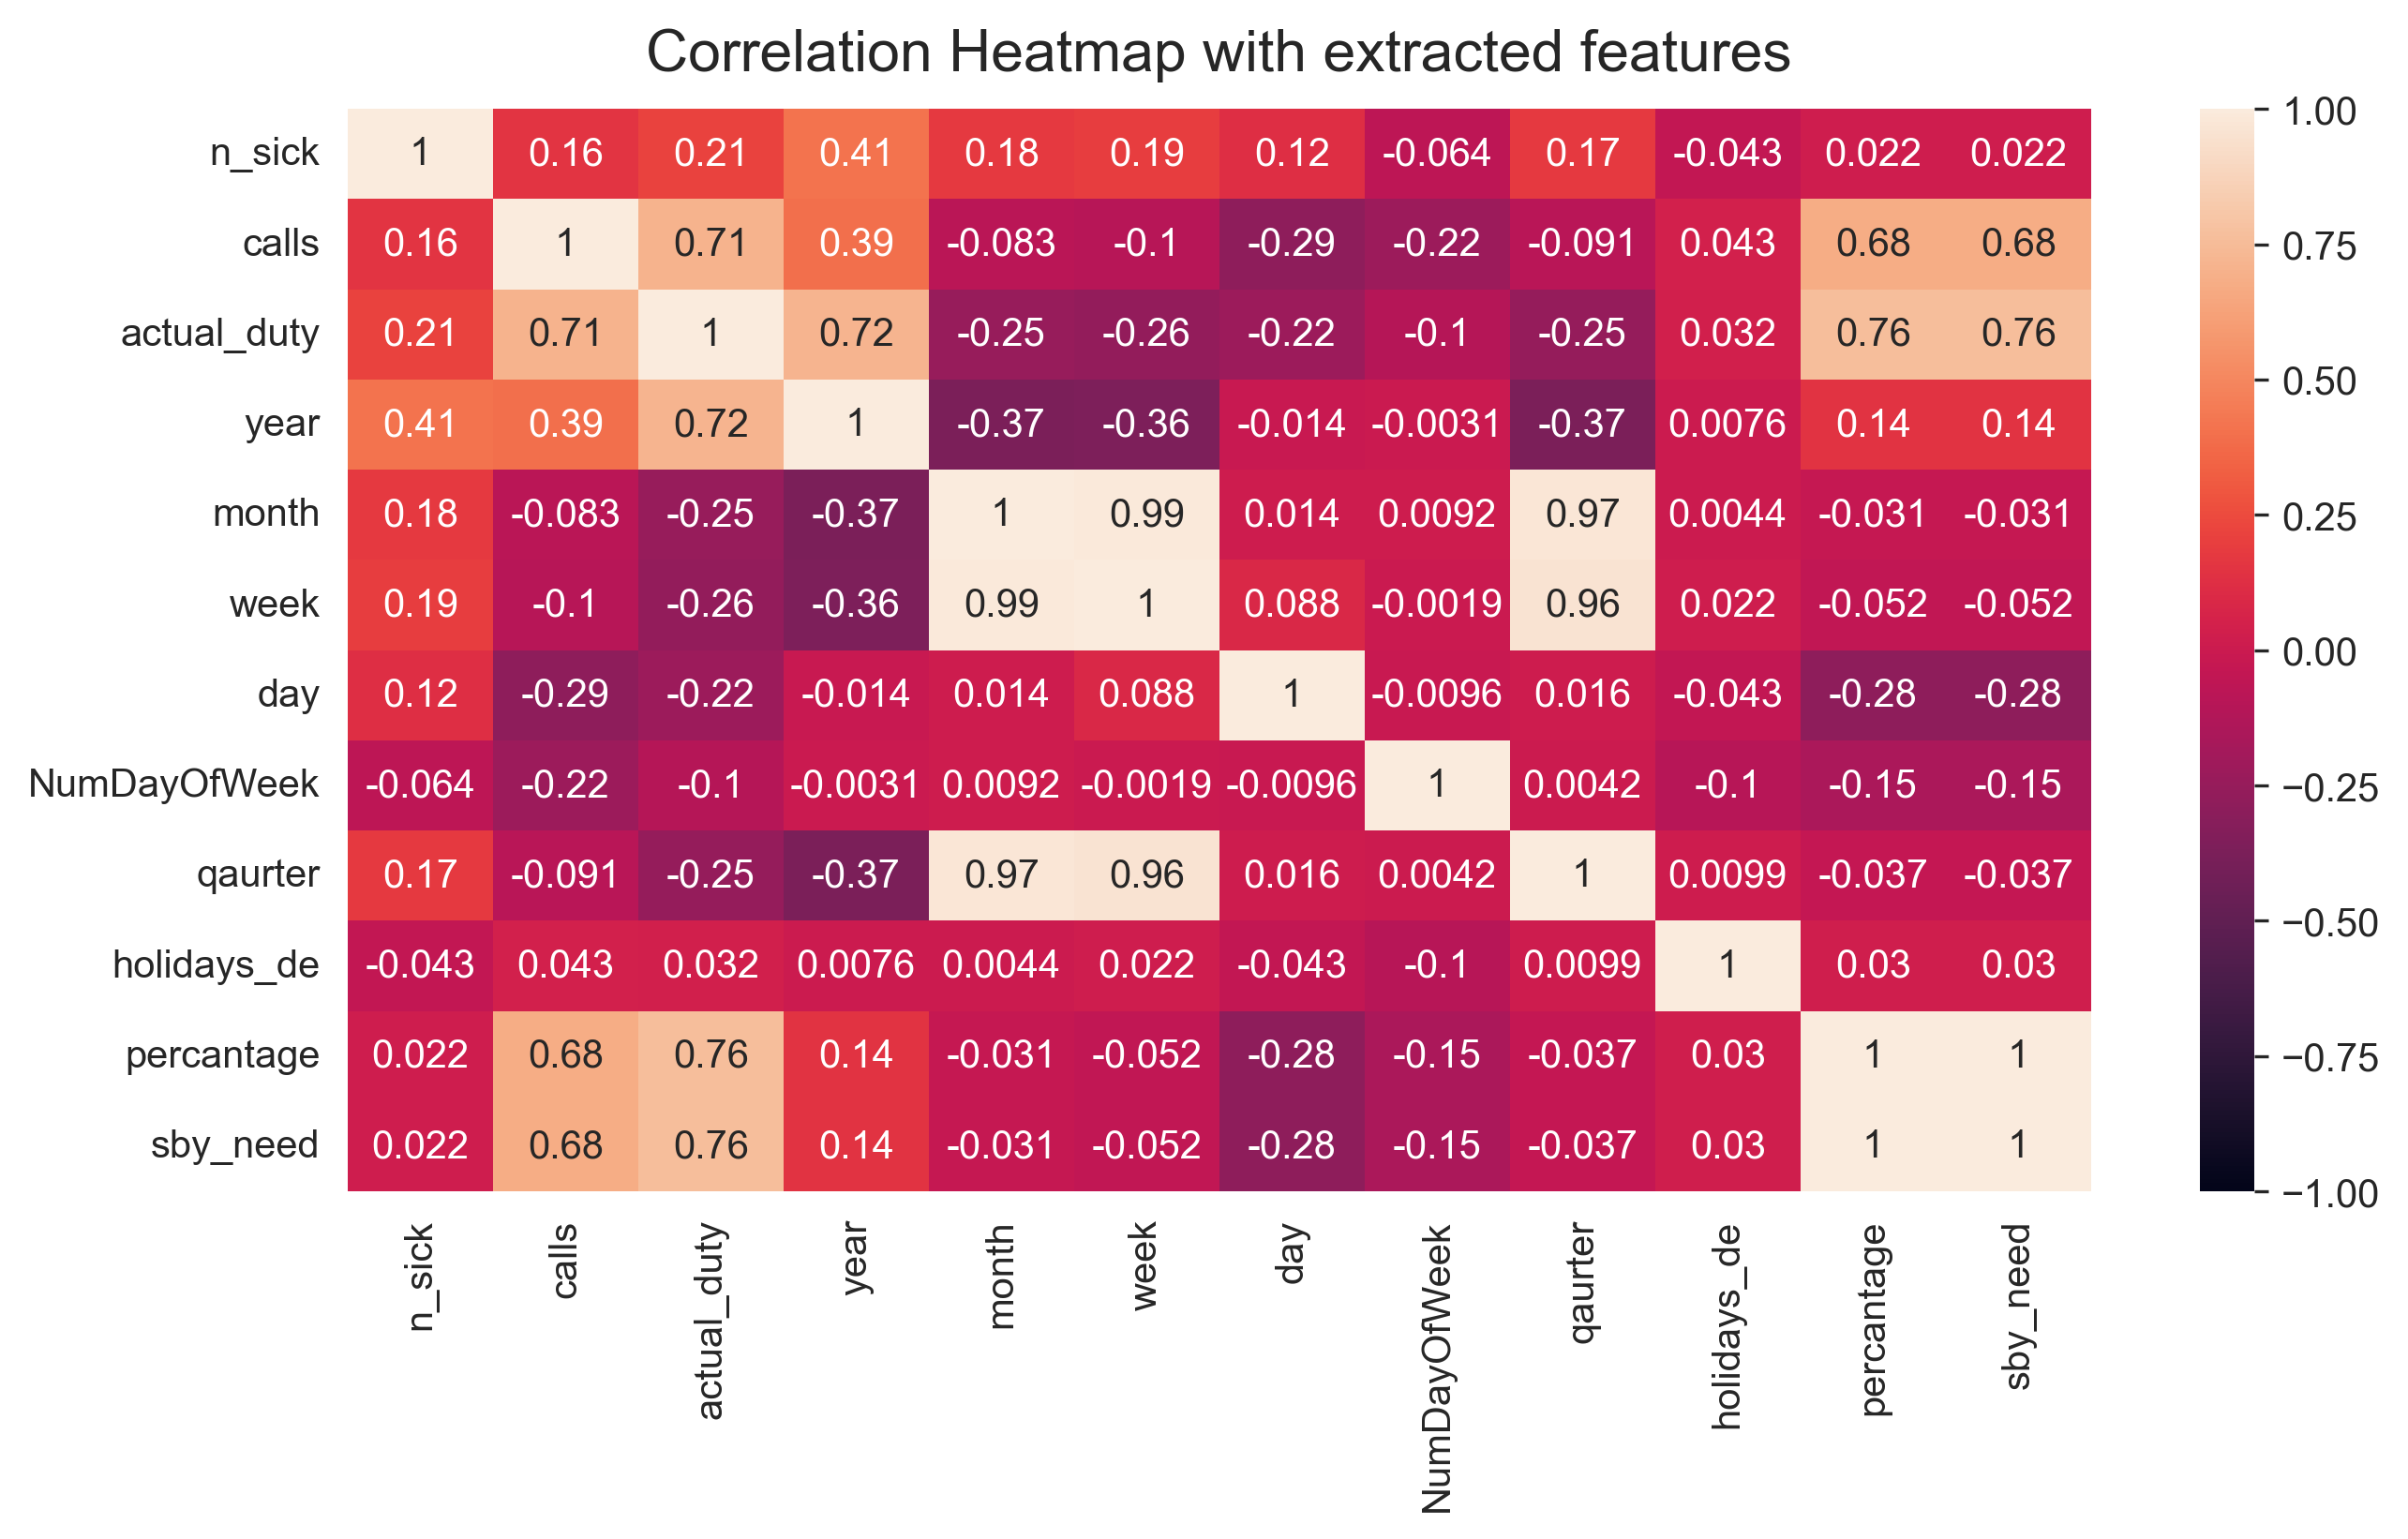 Correlation Heatmap with extracted features
n_sick 1 0.16 0.21 0.41 0.18 0.19 0.12 -0.064 0.17 -0.043 0.022 0.022
calls 0.16 1 0.71 0.39 -0.083 -0.1 -0.29 -0.22 -0.091 0.043 0.68 0.68
actual_duty 0.21 0.71 1 0.72 -0.25 -0.26 -0.22 -0.1 -0.25 0.032 0.76 0.76
year 0.41 0.39 0.72 1 -0.37 -0.36 -0.014 -0.0031 -0.37 0.0076 0.14 0.14
month 0.18 -0.083 -0.25 -0.37 1 0.99 0.014 0.0092 0.97 0.0044 -0.031 -0.031
week 0.19 -0.1 -0.26 -0.36 0.99 1 0.088 -0.0019 0.96 0.022 -0.052 -0.052
day 0.12 -0.29 -0.22 -0.014 0.014 0.088 1 -0.0096 0.016 -0.043 -0.28 -0.28
NumDayOfWeek -0.064 -0.22 -0.1 -0.0031 0.0092 -0.0019 -0.0096 1 0.0042 -0.1 -0.15 -0.15
qaurter 0.17 -0.091 -0.25 -0.37 0.97 0.96 0.016 0.0042 1 0.0099 -0.037 -0.037
holidays_de -0.043 0.043 0.032 0.0076 0.0044 0.022 -0.043 -0.1 0.0099 1 0.03 0.03
percantage 0.022 0.68 0.76 0.14 -0.031 -0.052 -0.28 -0.15 -0.037 0.03 1 1
sby_need 0.022 0.68 0.76 0.14 -0.031 -0.052 -0.28 -0.15 -0.037 0.03 1 1
n_sick calls actual_duty year month week day NumDayOfWeek qaurter holidays_de percantage sby_need
1.00
0.75
0.50
0.25
0.00
−0.25
−0.50
−0.75
−1.00